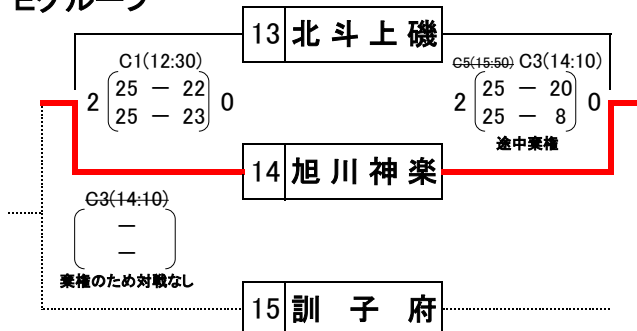 Eグループ
13 北斗上磯
C1(12:30)
2 25 － 22 0
25 － 23
C5(15:50) C3(14:10)
2 25 － 20 0
25 － 8
途中棄権
14 旭川神楽
C3(14:10)
－
－
棄権のため対戦なし
15 訓子府